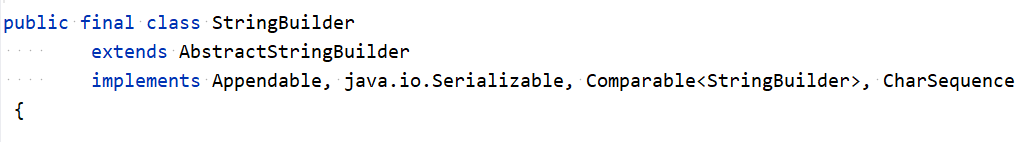 public final class StringBuilder
extends AbstractStringBuilder
implements Appendable, java.io.Serializable, Comparable<StringBuilder>, CharSequence
{